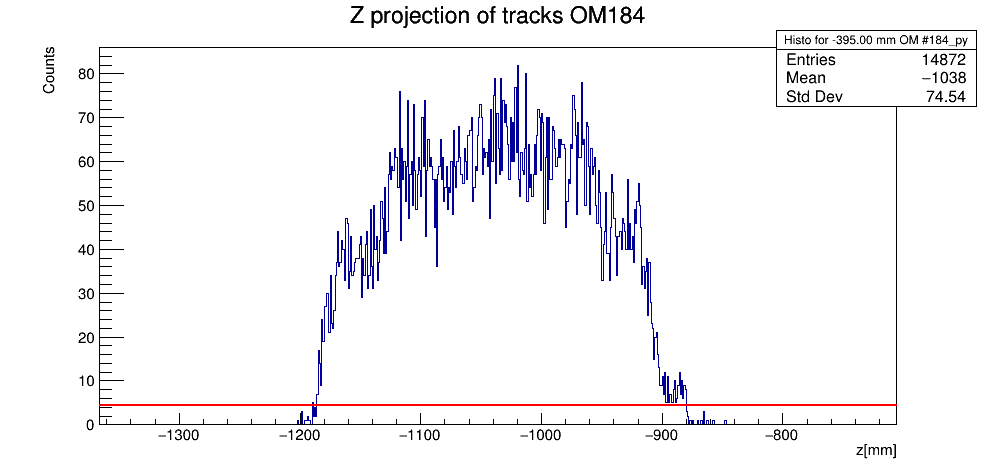 Z projection of tracks OM184
Histo for -395.00 mm OM #184_py
Entries 14872
Mean −1038
Std Dev 74.54
Counts
80
70
60
50
40
30
20
10
0
−1300 −1200 −1100 −1000 −900 −800
z[mm]